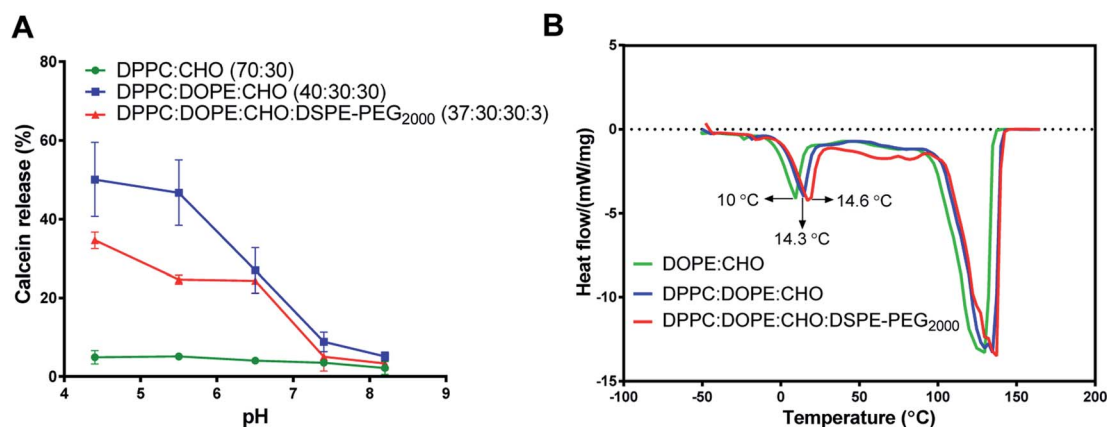 A
Calcein release (%)
80
60
40
20
0
4
5
6
7
8
9
pH
DPPC:CHO (70:30)
DPPC:DOPE:CHO (40:30:30)
DPPC:DOPE:CHO:DSPE-PEG2000 (37:30:30:3)
B
Heat flow/(mW/mg)
5
0
−5
−10
−15
-100
-50
0
50
100
150
200
Temperature (°C)
10 °C
14.6 °C
14.3 °C
DOPE:CHO
DPPC:DOPE:CHO
DPPC:DOPE:CHO:DSPE-PEG2000